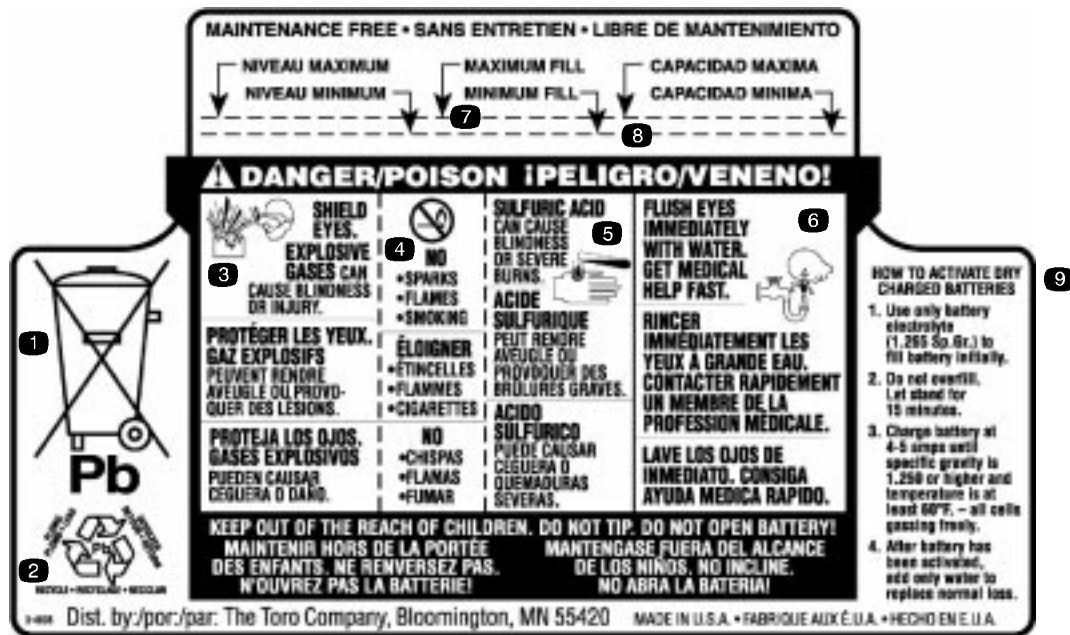 MAINTENANCE FREE • SANS ENTRETIEN • LIBRE DE MANTENIMIENTO
NIVEAU MAXIMUM
MAXIMUM FILL
CAPACIDAD MAXIMA
NIVEAU MINIMUM
MINIMUM FILL
CAPACIDAD MINIMA
7
8
DANGER/POISON ¡PELIGRO/VENENO!
SHIELD
EYES.
EXPLOSIVE
GASES CAN
CAUSE BLINDNESS
OR INJURY.
3
PROTÉGER LES YEUX.
GAZ EXPLOSIFS
PEUVENT RENDRE
AVEUGLE OU PROVO-
QUER DES LESIONS.
PROTEJA LOS OJOS.
GASES EXPLOSIVOS
PUEDEN CAUSAR
CEGUERA O DAÑO.
4
NO
•SPARKS
•FLAMES
•SMOKING
ÉLOIGNER
•ÉTINCELLES
•FLAMMES
•CIGARETTES
NO
•CHISPAS
•FLAMAS
•FUMAR
SULFURIC ACID
CAN CAUSE
BLINDNESS
OR SEVERE
BURNS.
5
ACIDE
SULFURIQUE
PEUT RENDRE
AVEUGLE OU
PROVOQUER DES
BRÛLURES GRAVES.
ACIDO
SULFURICO
PUEDE CAUSAR
CEGUERA O
QUEMADURAS
SEVERAS.
FLUSH EYES
IMMEDIATELY
WITH WATER.
GET MEDICAL
HELP FAST.
6
RINCER
IMMÉDIATEMENT LES
YEUX A GRANDE EAU.
CONTACTER RAPIDEMENT
UN MEMBRE DE LA
PROFESSION MÉDICALE.
LAVE LOS OJOS DE
INMEDIATO. CONSIGA
AYUDA MEDICA RAPIDO.
KEEP OUT OF THE REACH OF CHILDREN. DO NOT TIP. DO NOT OPEN BATTERY!
MAINTENIR HORS DE LA PORTÉE
DES ENFANTS. NE RENVERSEZ PAS.
N'OUVREZ PAS LA BATTERIE!
MANTENGASE FUERA DEL ALCANCE
DE LOS NIÑOS. NO INCLINE.
NO ABRA LA BATERIA!
1
Pb
2
RECYCLE • RECYCLAGE • RECICLAR
9
HOW TO ACTIVATE DRY
CHARGED BATTERIES
1. Use only battery
electrolyte
(1.265 Sp.Gr.) to
fill battery initially.
2. Do not overfill.
Let stand for
15 minutes.
3. Charge battery at
4-5 amps until
specific gravity is
1.250 or higher and
temperature is at
least 60°F. – all cells
gassing freely.
4. After battery has
been activated,
add only water to
replace normal loss.
Dist. by:/por:/par: The Toro Company, Bloomington, MN 55420
MADE IN U.S.A. • FABRIQUE AUX É.U.A. • HECHO EN E.U.A.